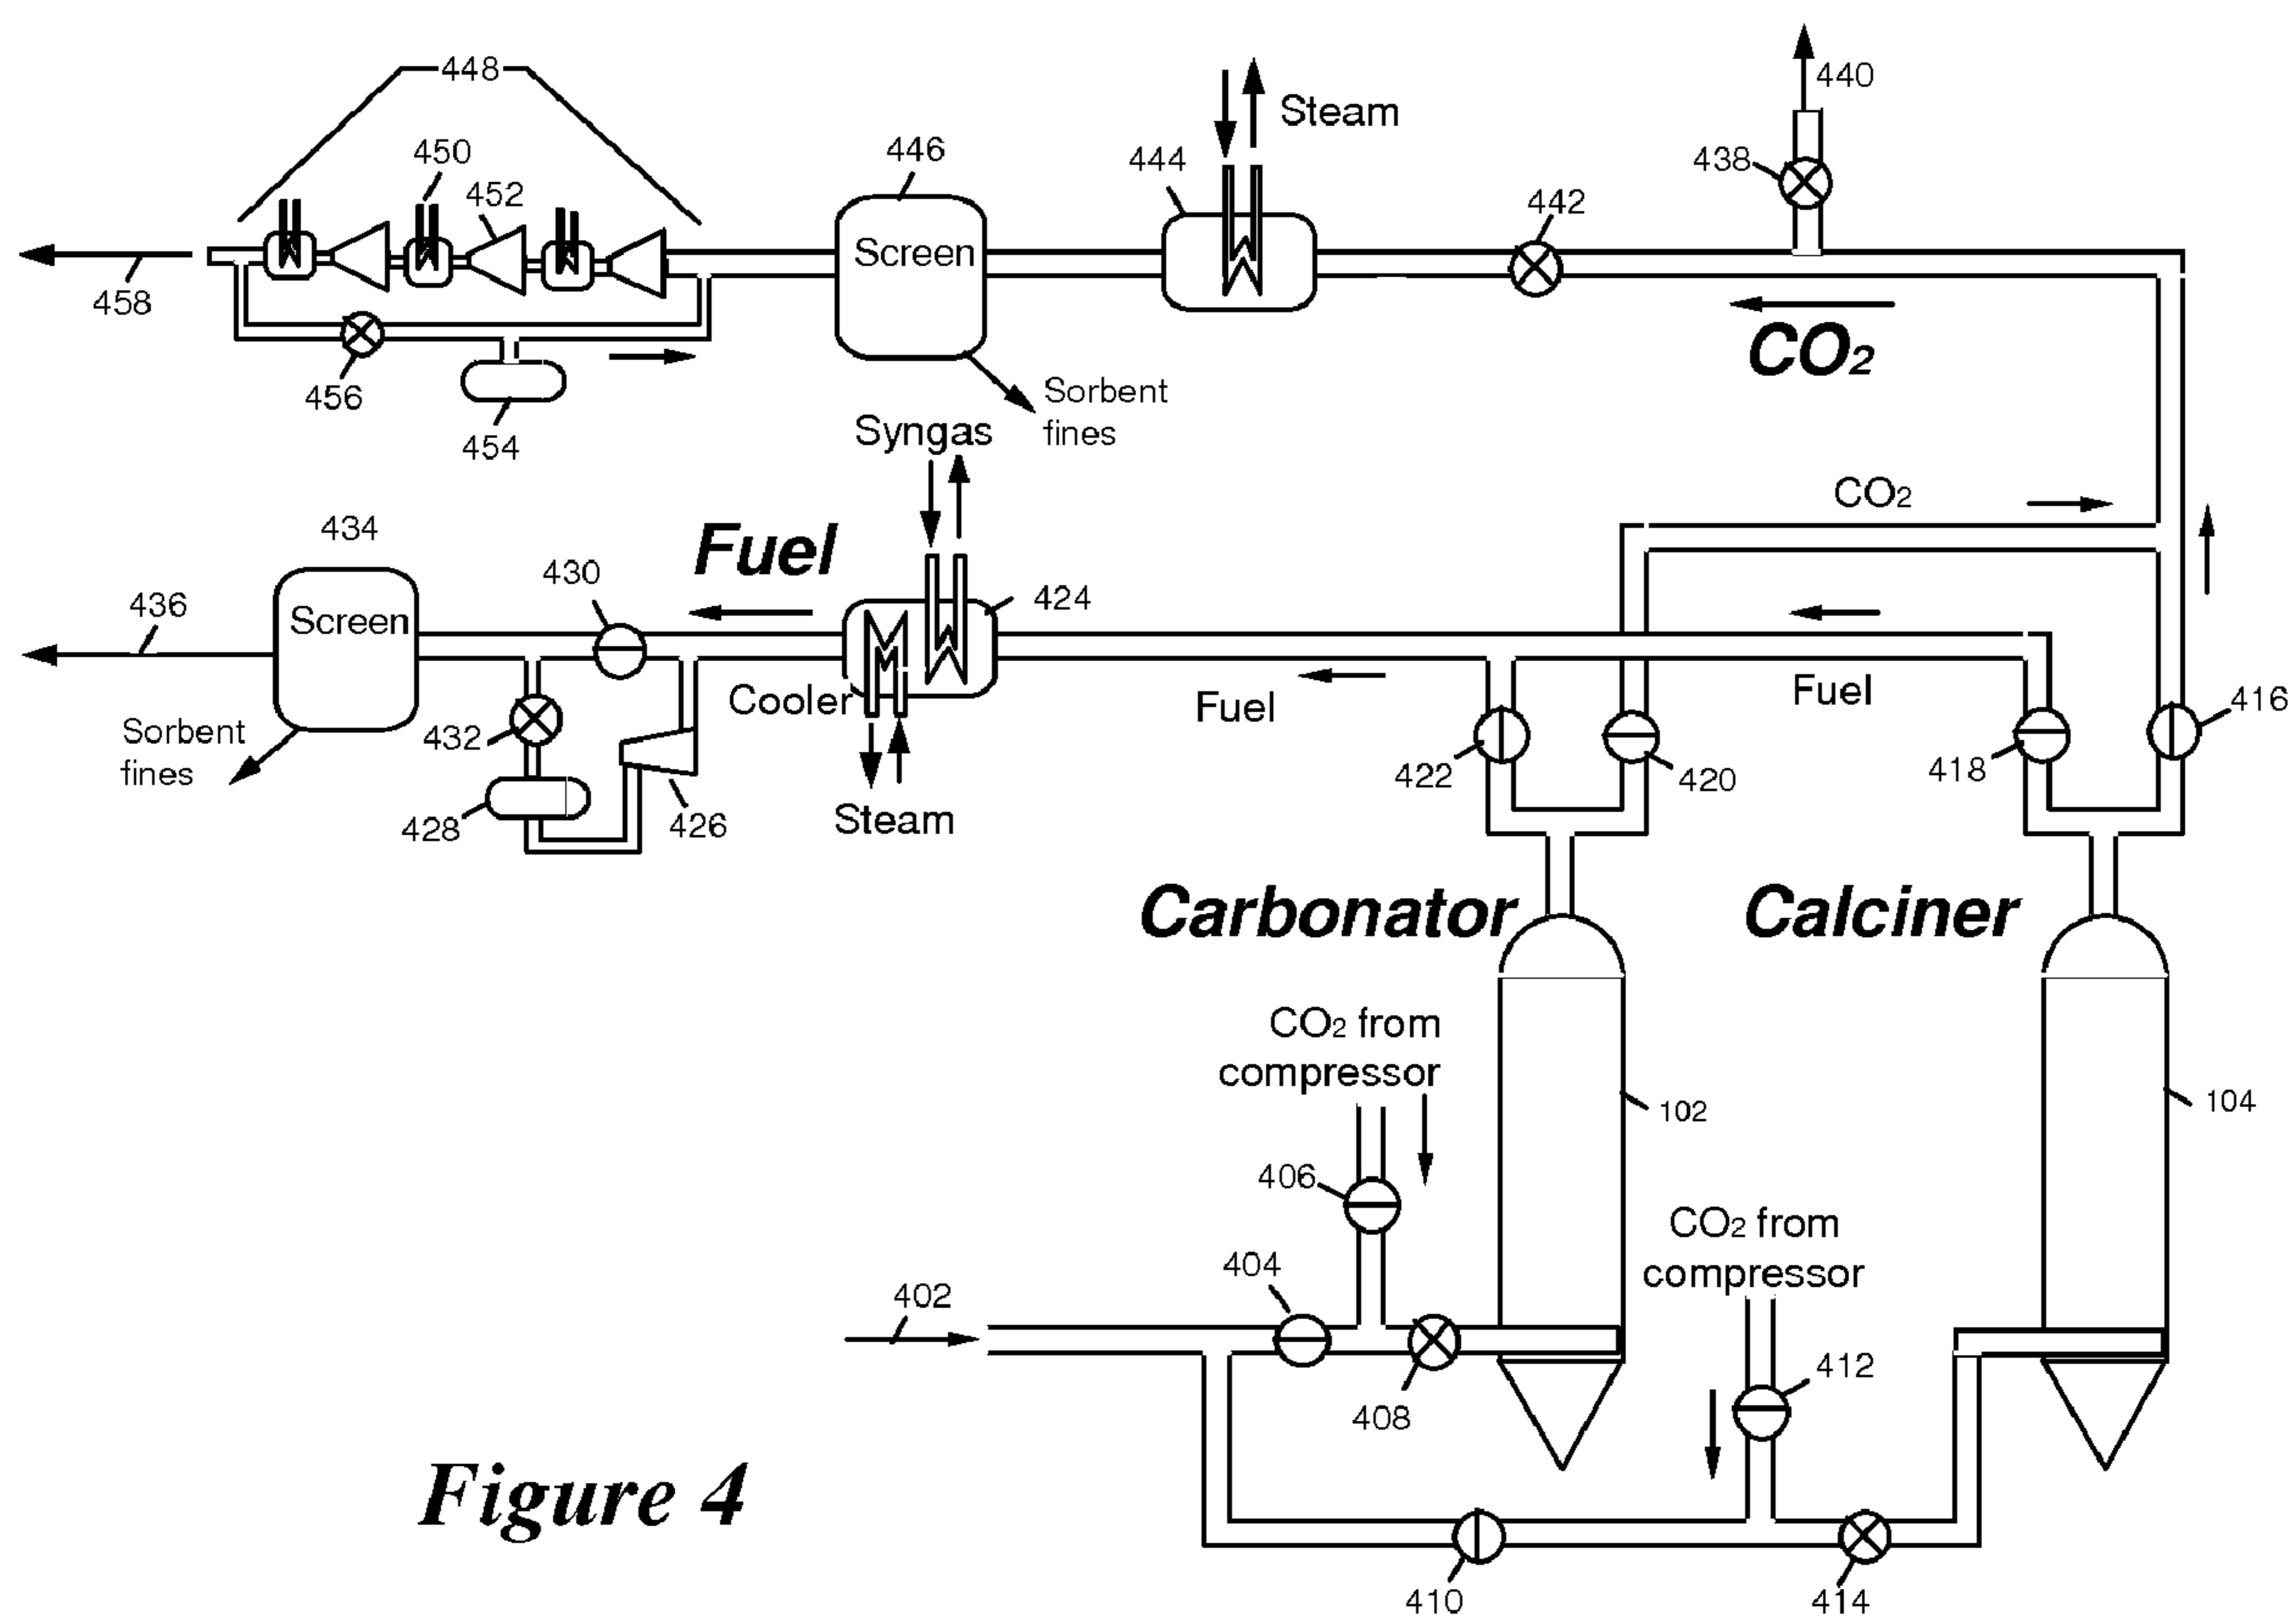 448
440
Steam
450
446
444
438
452
442
Screen
458
CO2
456
Sorbent
fines
454
Syngas
CO2
434
Fuel
430
436
424
Screen
Fuel
416
Cooler
Fuel
Sorbent
fines
432
422
420
418
428
426
Steam
Carbonator
Calciner
CO2 from
compressor
102
104
406
CO2 from
compressor
404
402
412
408
Figure 4
410
414